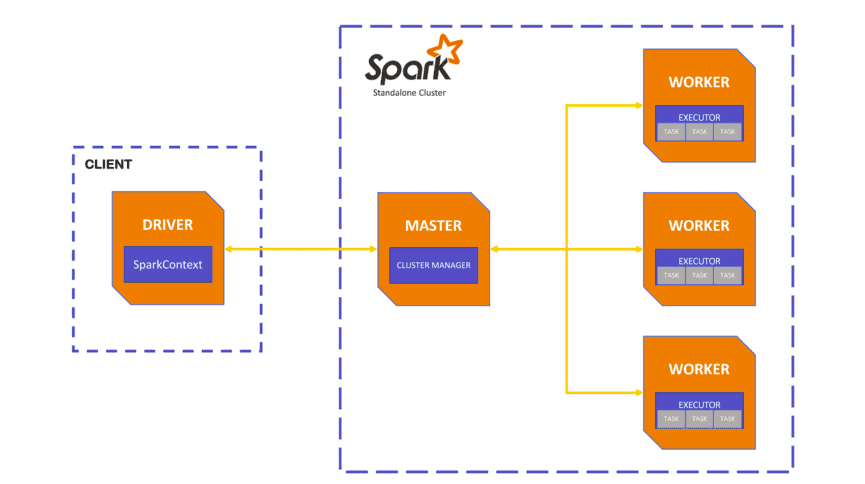 Spark
Standalone Cluster
CLIENT
DRIVER
SparkContext
MASTER
CLUSTER MANAGER
WORKER
EXECUTOR
TASK TASK TASK
WORKER
EXECUTOR
TASK TASK TASK
WORKER
EXECUTOR
TASK TASK TASK